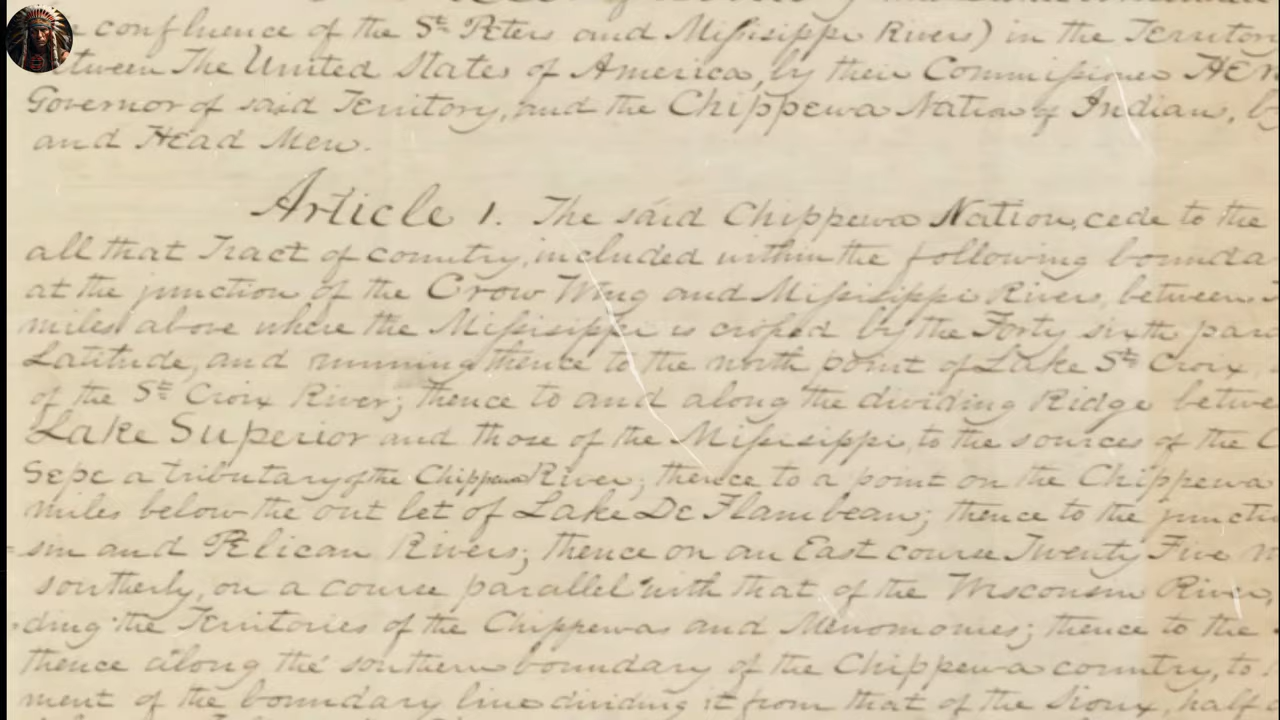 confluence of the St. Peters and Missisippi Rivers) in the Territory
between The United States of America, by their Commissioner HEN
Governor of said Territory, and the Chippewa Nation of Indian, b
and Head Men.
Article 1. The said Chippewa Nation, cede to the
all that Tract of country, included within the following bounda
at the junction of the Crow Wing and Missisippi Rivers, between
miles above where the Missisippi is crossed by the Forty sixth para
Latitude, and running thence to the north point of Lake St. Croix,
of the St. Croix River; thence to and along the dividing Ridge betwe
Lake Superior and those of the Missisippi, to the sources of the
Sepe a tributary of the Chippewa River; thence to a point on the Chippewa
miles below the out let of Lake De Flambeau; thence to the juncti
sin and Pelican Rivers; thence on an East course Twenty Five
southerly, on a course parallel with that of the Wisconsin River,
ding the Territories of the Chippewas and Menomonies; thence to the
thence along the southern boundary of the Chippewa country, to
ment of the boundary line dividing it from that of the Sioux, half